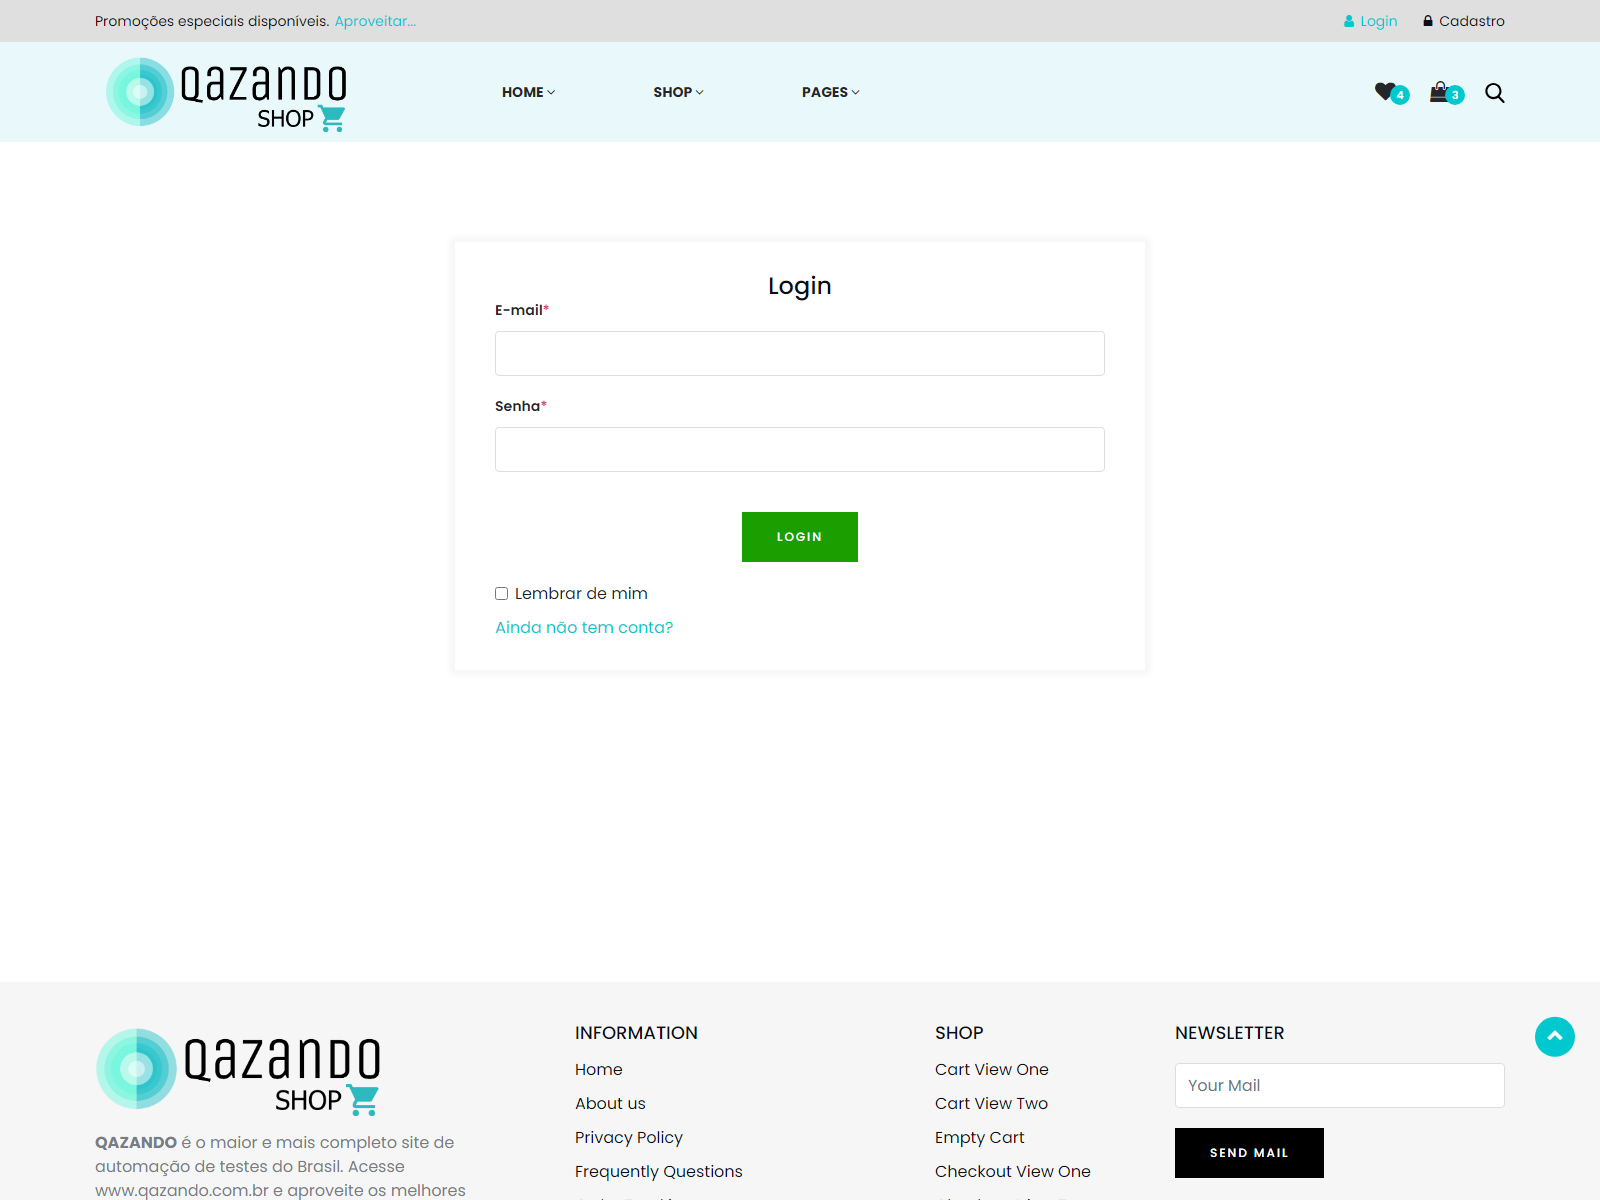 Promoções especiais disponíveis. Aproveitar...
Login
Cadastro
QAZANDO
SHOP
HOME
SHOP
PAGES
4
3
Login
E-mail*
Senha*
LOGIN
Lembrar de mim
Ainda não tem conta?
QAZANDO
SHOP
QAZANDO é o maior e mais completo site de
automação de testes do Brasil. Acesse
www.qazando.com.br e aproveite os melhores
INFORMATION
Home
About us
Privacy Policy
Frequently Questions
SHOP
Cart View One
Cart View Two
Empty Cart
Checkout View One
NEWSLETTER
Your Mail
SEND MAIL